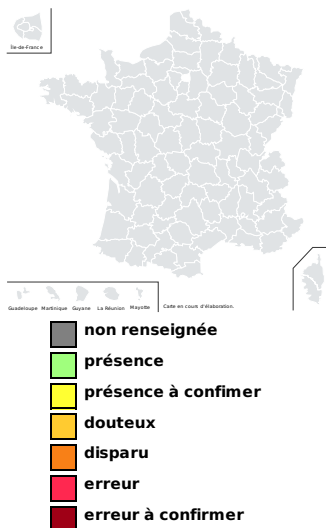 Île-de-France
Guadeloupe Martinique Guyane La Réunion Mayotte Carte en cours d'élaboration.
non renseignée
présence
présence à confimer
douteux
disparu
erreur
erreur à confirmer